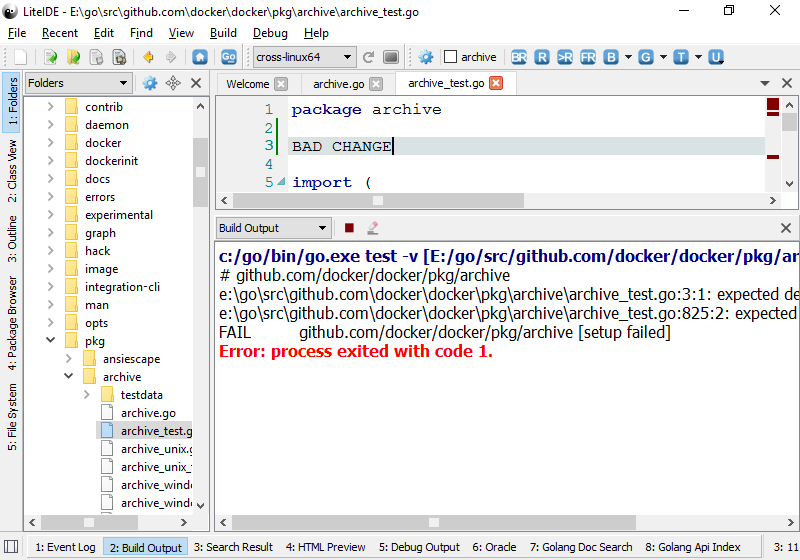 LiteIDE - E:\go\src\github.com\docker\docker\pkg\archive\archive_test.go
File Recent Edit Find View Build Debug Help
Go cross-linux64 archive BR R >R FR B G T U
Folders
Welcome archive.go archive_test.go
1: Folders
2: Class View
3: Outline
4: Package Browser
5: File System
contrib
daemon
docker
dockerinit
docs
errors
experimental
graph
hack
image
integration-cli
man
opts
pkg
ansiescape
archive
testdata
archive.go
archive_test.g
archive_unix.g
archive_unix_
archive_windo
archive_windo
1 package archive
2
3 BAD CHANGE
4
5 import (
Build Output
c:/go/bin/go.exe test -v [E:/go/src/github.com/docker/docker/pkg/ar
# github.com/docker/docker/pkg/archive
e:\go\src\github.com\docker\docker\pkg\archive\archive_test.go:3:1: expected de
e:\go\src\github.com\docker\docker\pkg\archive\archive_test.go:825:2: expected
FAIL github.com/docker/docker/pkg/archive [setup failed]
Error: process exited with code 1.
1: Event Log 2: Build Output 3: Search Result 4: HTML Preview 5: Debug Output 6: Oracle 7: Golang Doc Search 8: Golang Api Index 3: 11